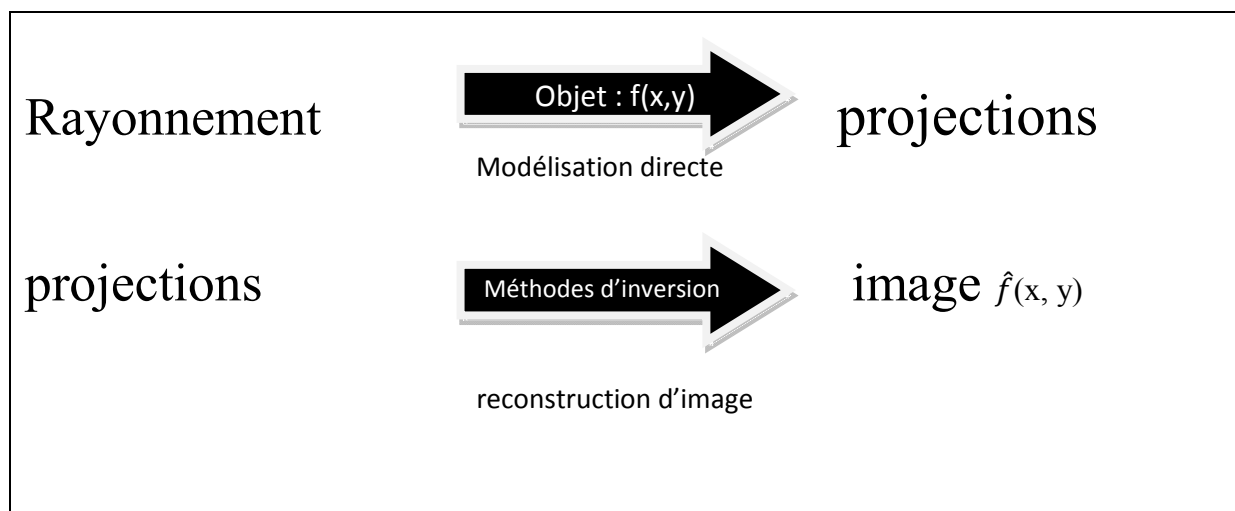 Rayonnement
Objet : f(x,y)
projections
Modélisation directe
projections
Méthodes d’inversion
image f̂(x, y)
reconstruction d’image